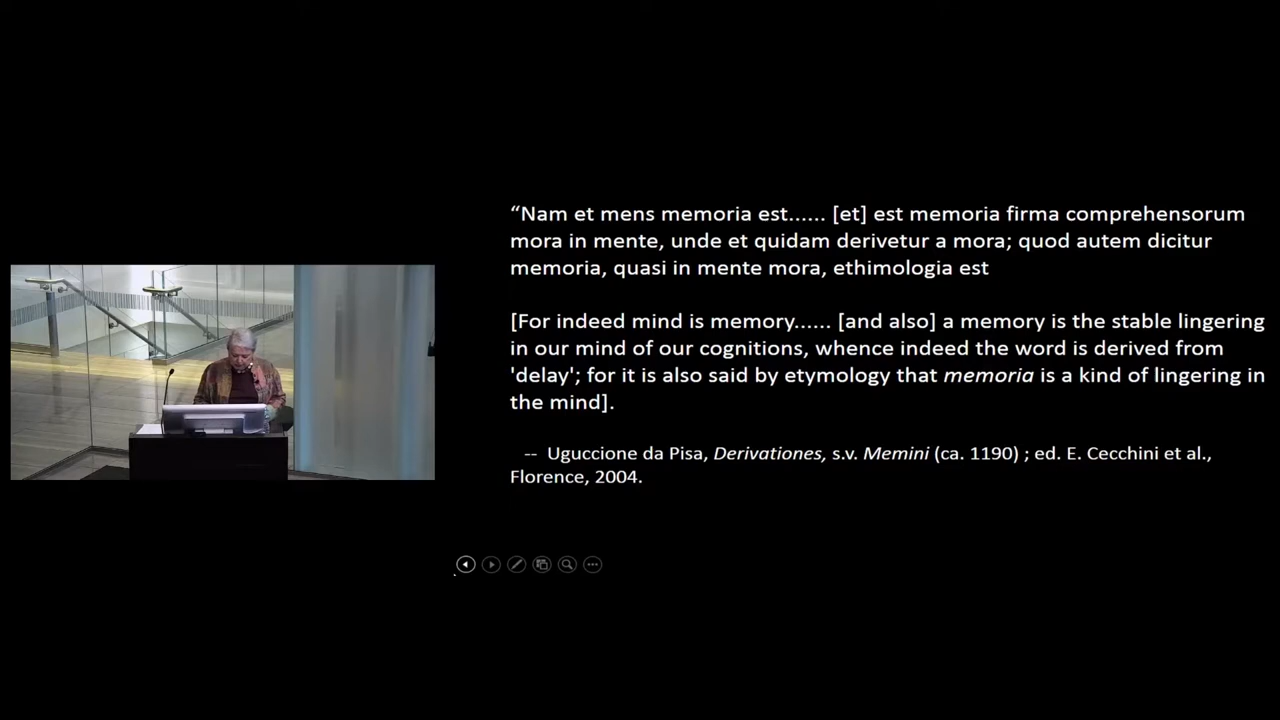 “Nam et mens memoria est...... [et] est memoria firma comprehensorum
mora in mente, unde et quidam derivetur a mora; quod autem dicitur
memoria, quasi in mente mora, ethimologia est
[For indeed mind is memory...... [and also] a memory is the stable lingering
in our mind of our cognitions, whence indeed the word is derived from
'delay'; for it is also said by etymology that memoria is a kind of lingering in
the mind].
-- Uguccione da Pisa, Derivationes, s.v. Memini (ca. 1190) ; ed. E. Cecchini et al.,
Florence, 2004.